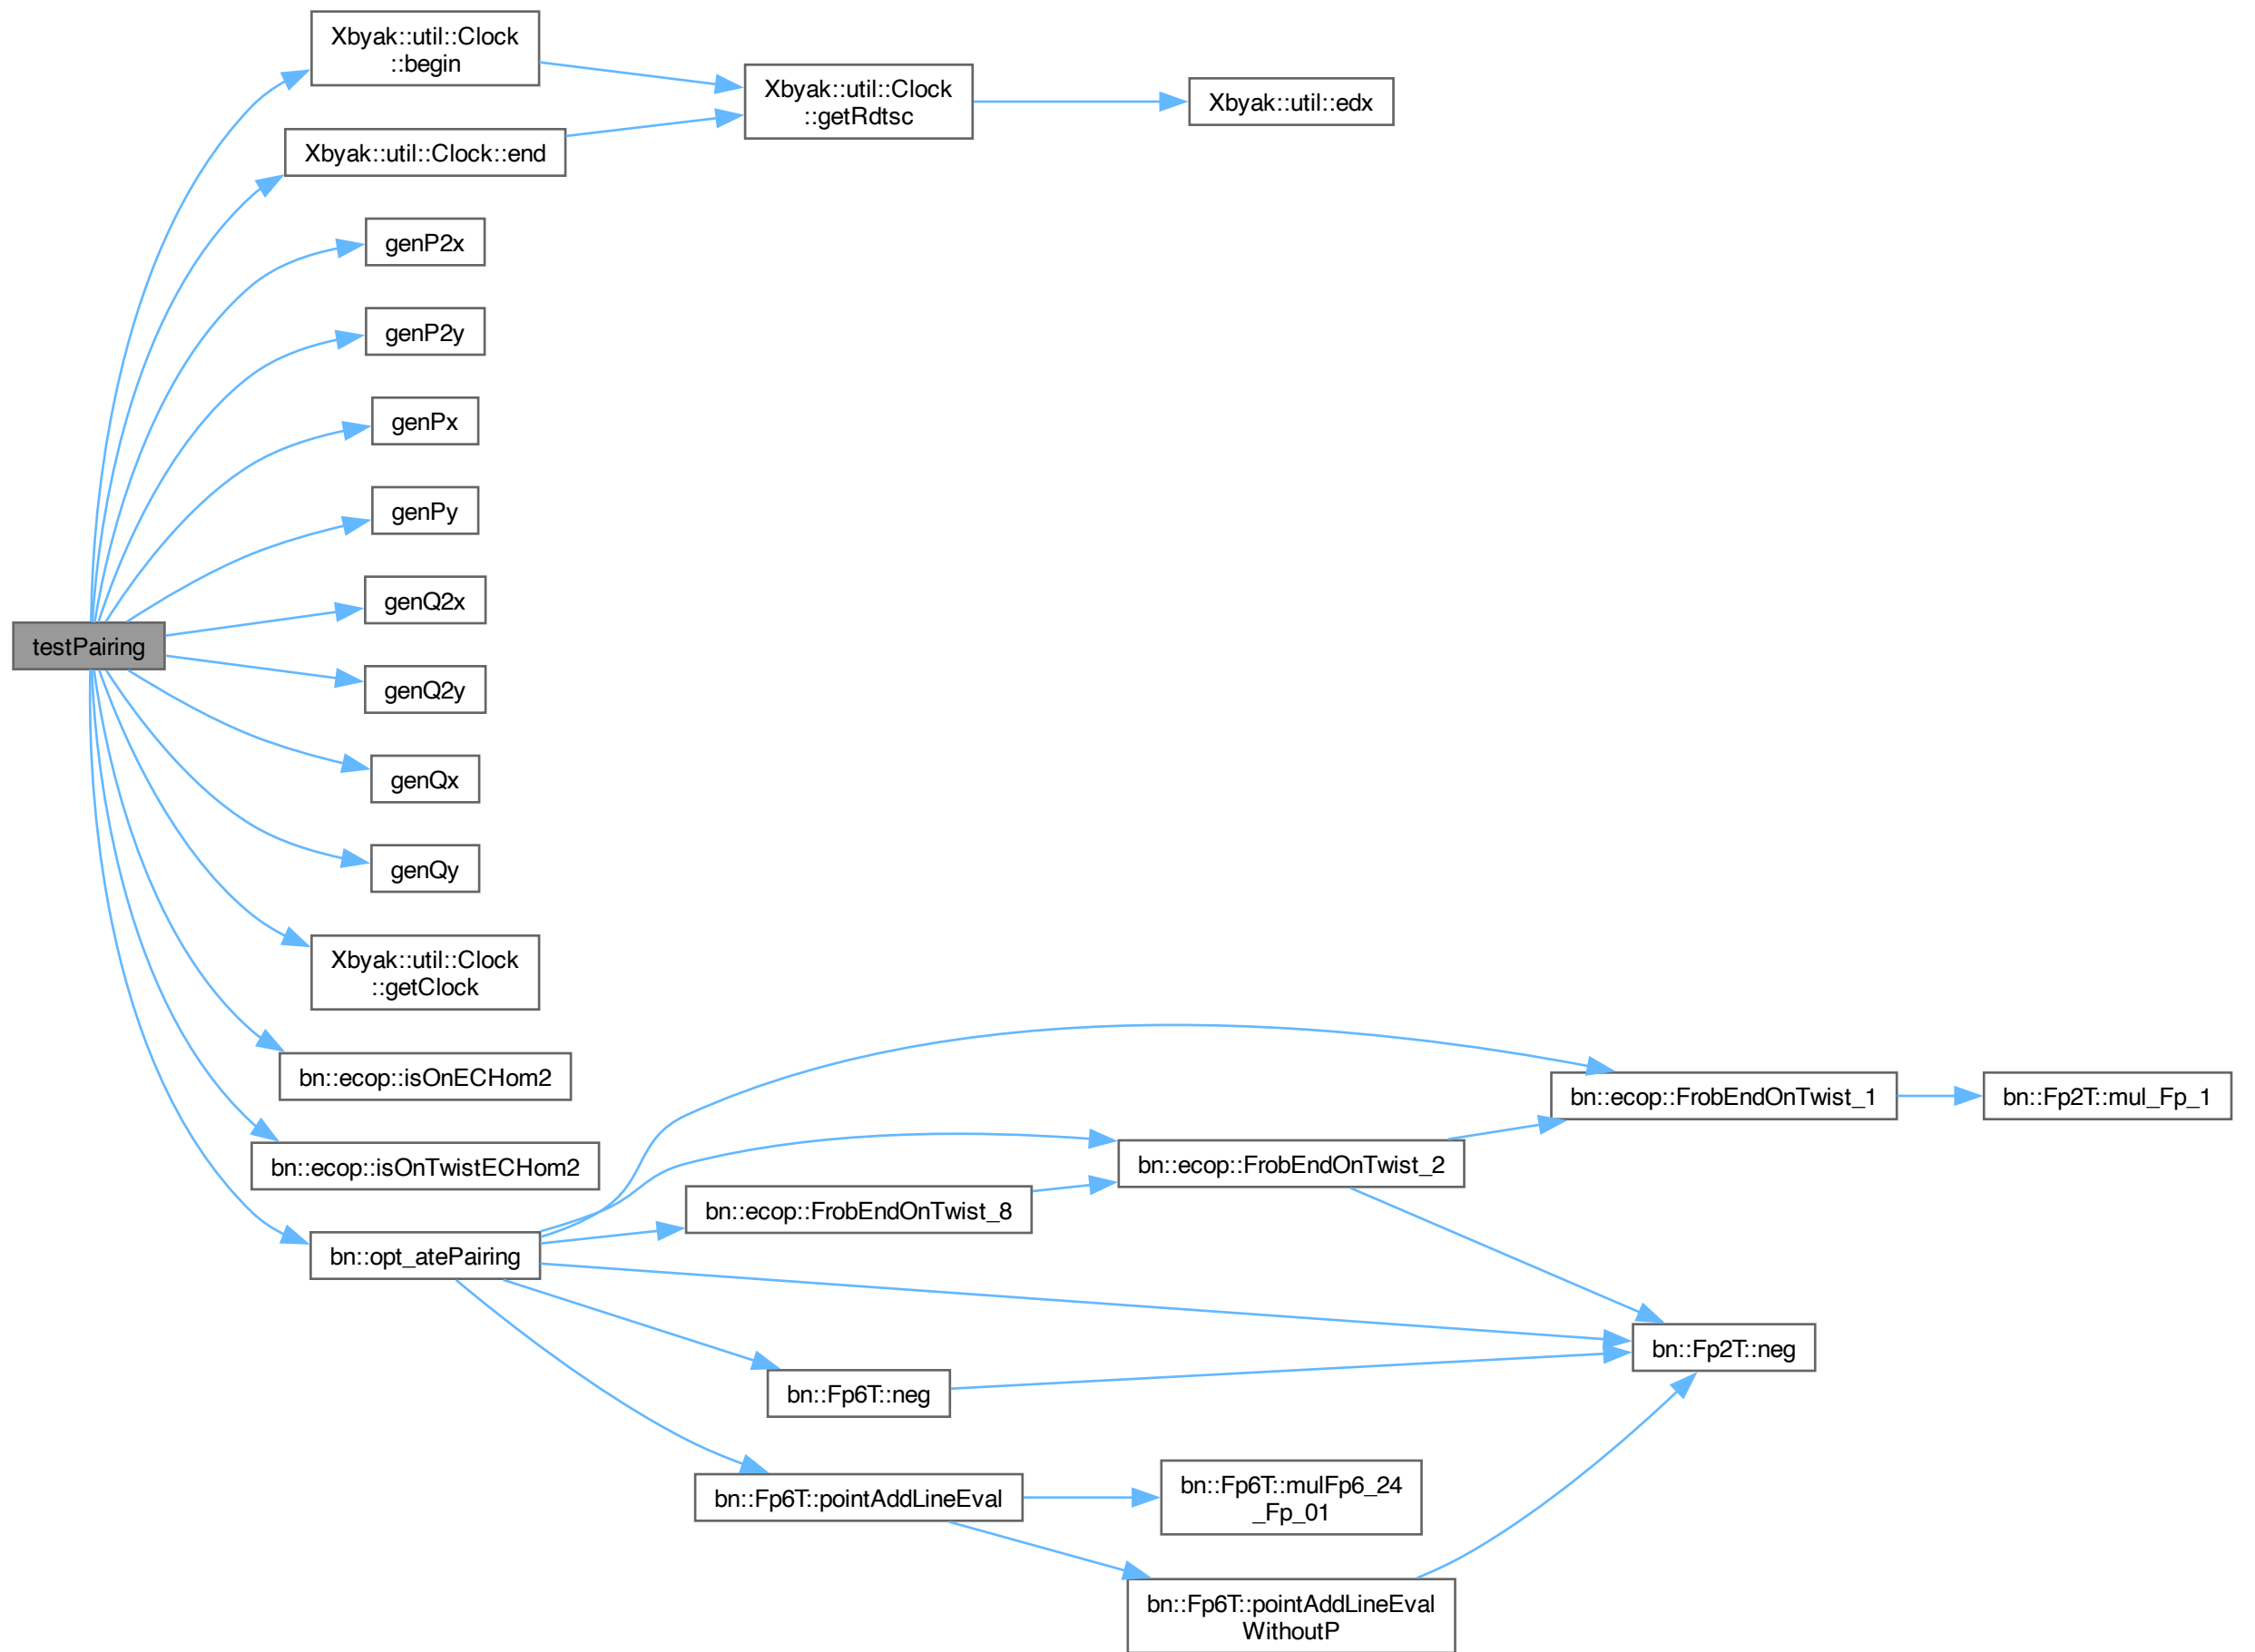 Xbyak::util::Clock
::begin
Xbyak::util::Clock
::getRdtsc
Xbyak::util::edx
Xbyak::util::Clock::end
genP2x
genP2y
genPx
genPy
genQ2x
testPairing
genQ2y
genQx
genQy
Xbyak::util::Clock
::getClock
bn::ecop::isOnECHom2
bn::ecop::FrobEndOnTwist_1
bn::Fp2T::mul_Fp_1
bn::ecop::isOnTwistECHom2
bn::ecop::FrobEndOnTwist_2
bn::ecop::FrobEndOnTwist_8
bn::opt_atePairing
bn::Fp2T::neg
bn::Fp6T::neg
bn::Fp6T::pointAddLineEval
bn::Fp6T::mulFp6_24
_Fp_01
bn::Fp6T::pointAddLineEval
WithoutP